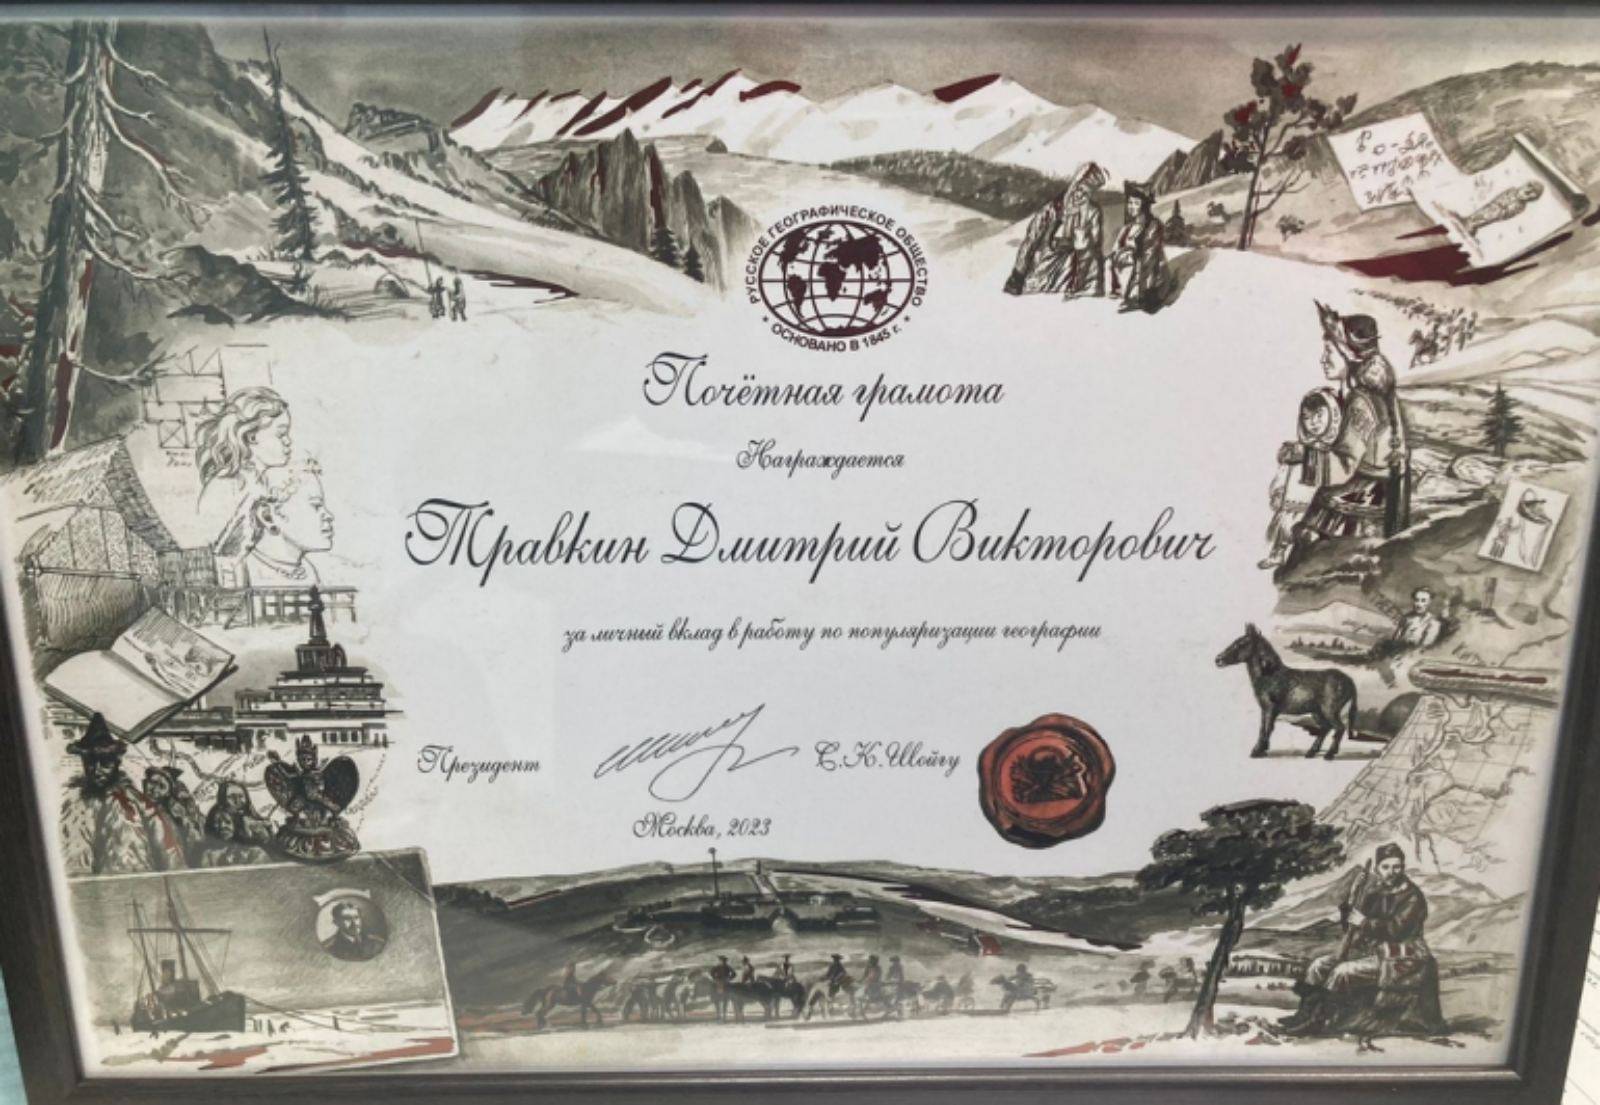 РУССКОЕ ГЕОГРАФИЧЕСКОЕ ОБЩЕСТВО
ОСНОВАНО В 1845 г.
Почётная грамота
Награждается
Травкин Дмитрий Викторович
за личный вклад в работу по популяризации географии
Президент
С.К.Шойгу
Москва, 2023